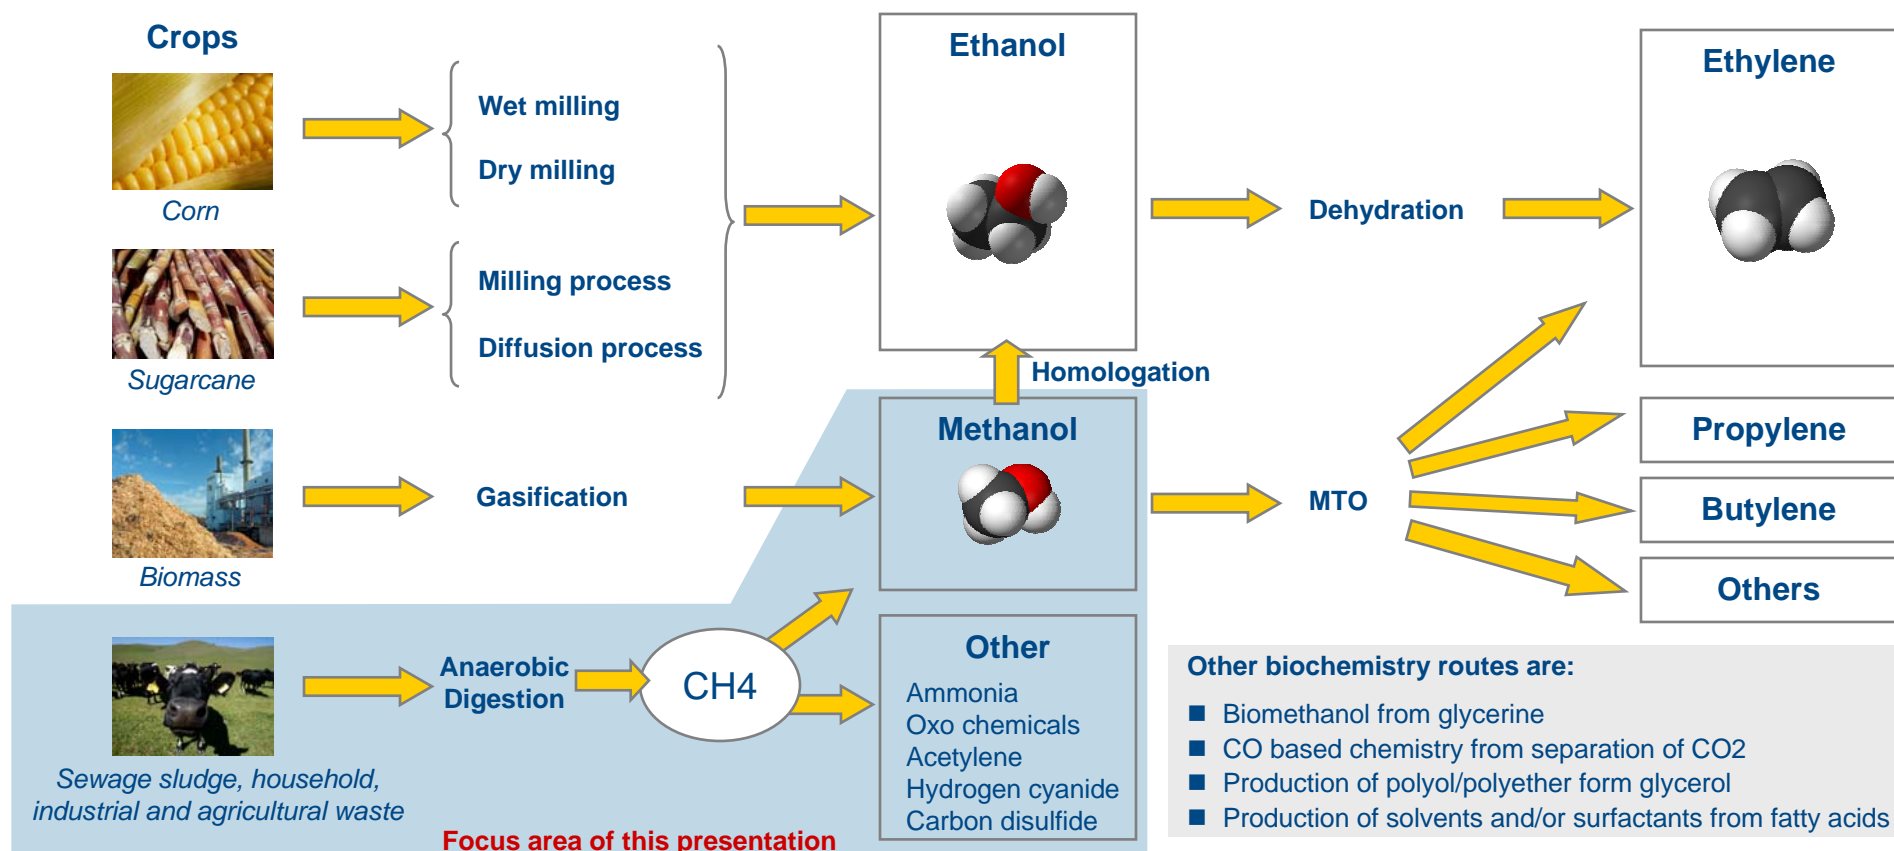 Crops
Corn
Sugarcane
Biomass
Sewage sludge, household,
industrial and agricultural waste
Wet milling
Dry milling
Milling process
Diffusion process
Gasification
Anaerobic
Digestion
CH4
Focus area of this presentation
Ethanol
Homologation
Methanol
Other
Ammonia
Oxo chemicals
Acetylene
Hydrogen cyanide
Carbon disulfide
Dehydration
MTO
Ethylene
Propylene
Butylene
Others
Other biochemistry routes are:
■ Biomethanol from glycerine
■ CO based chemistry from separation of CO2
■ Production of polyol/polyether form glycerol
■ Production of solvents and/or surfactants from fatty acids